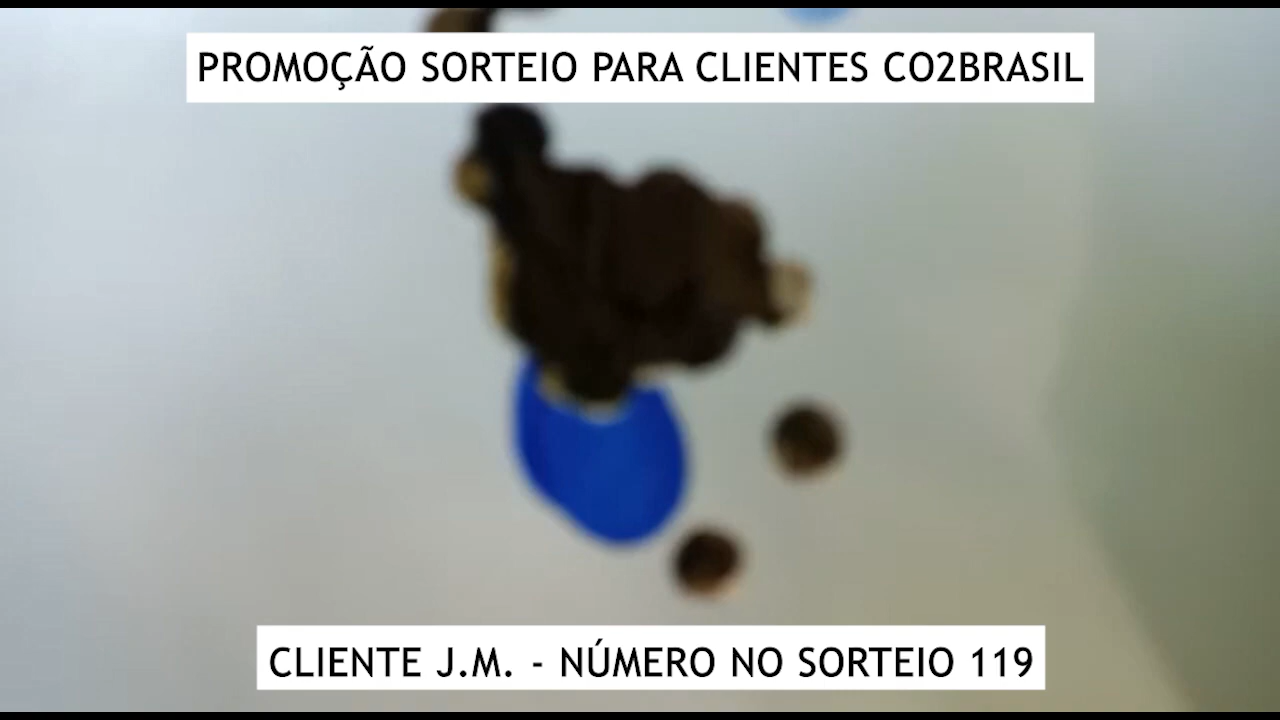 PROMOÇÃO SORTEIO PARA CLIENTES CO2BRASIL
CLIENTE J.M. - NÚMERO NO SORTEIO 119